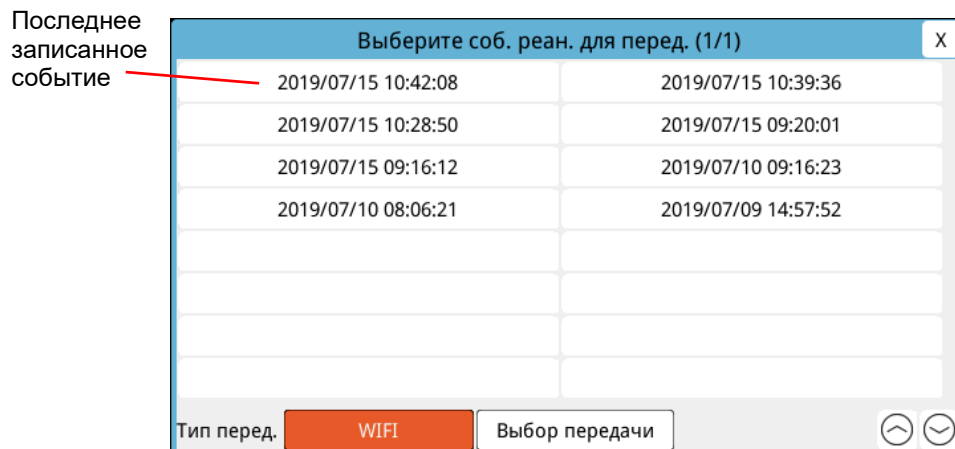 Последнее
записанное
событие
Выберите соб. реан. для перед. (1/1)
X
2019/07/15 10:42:08 2019/07/15 10:39:36
2019/07/15 10:28:50 2019/07/15 09:20:01
2019/07/15 09:16:12 2019/07/10 09:16:23
2019/07/10 08:06:21 2019/07/09 14:57:52
Тип перед. WIFI Выбор передачи